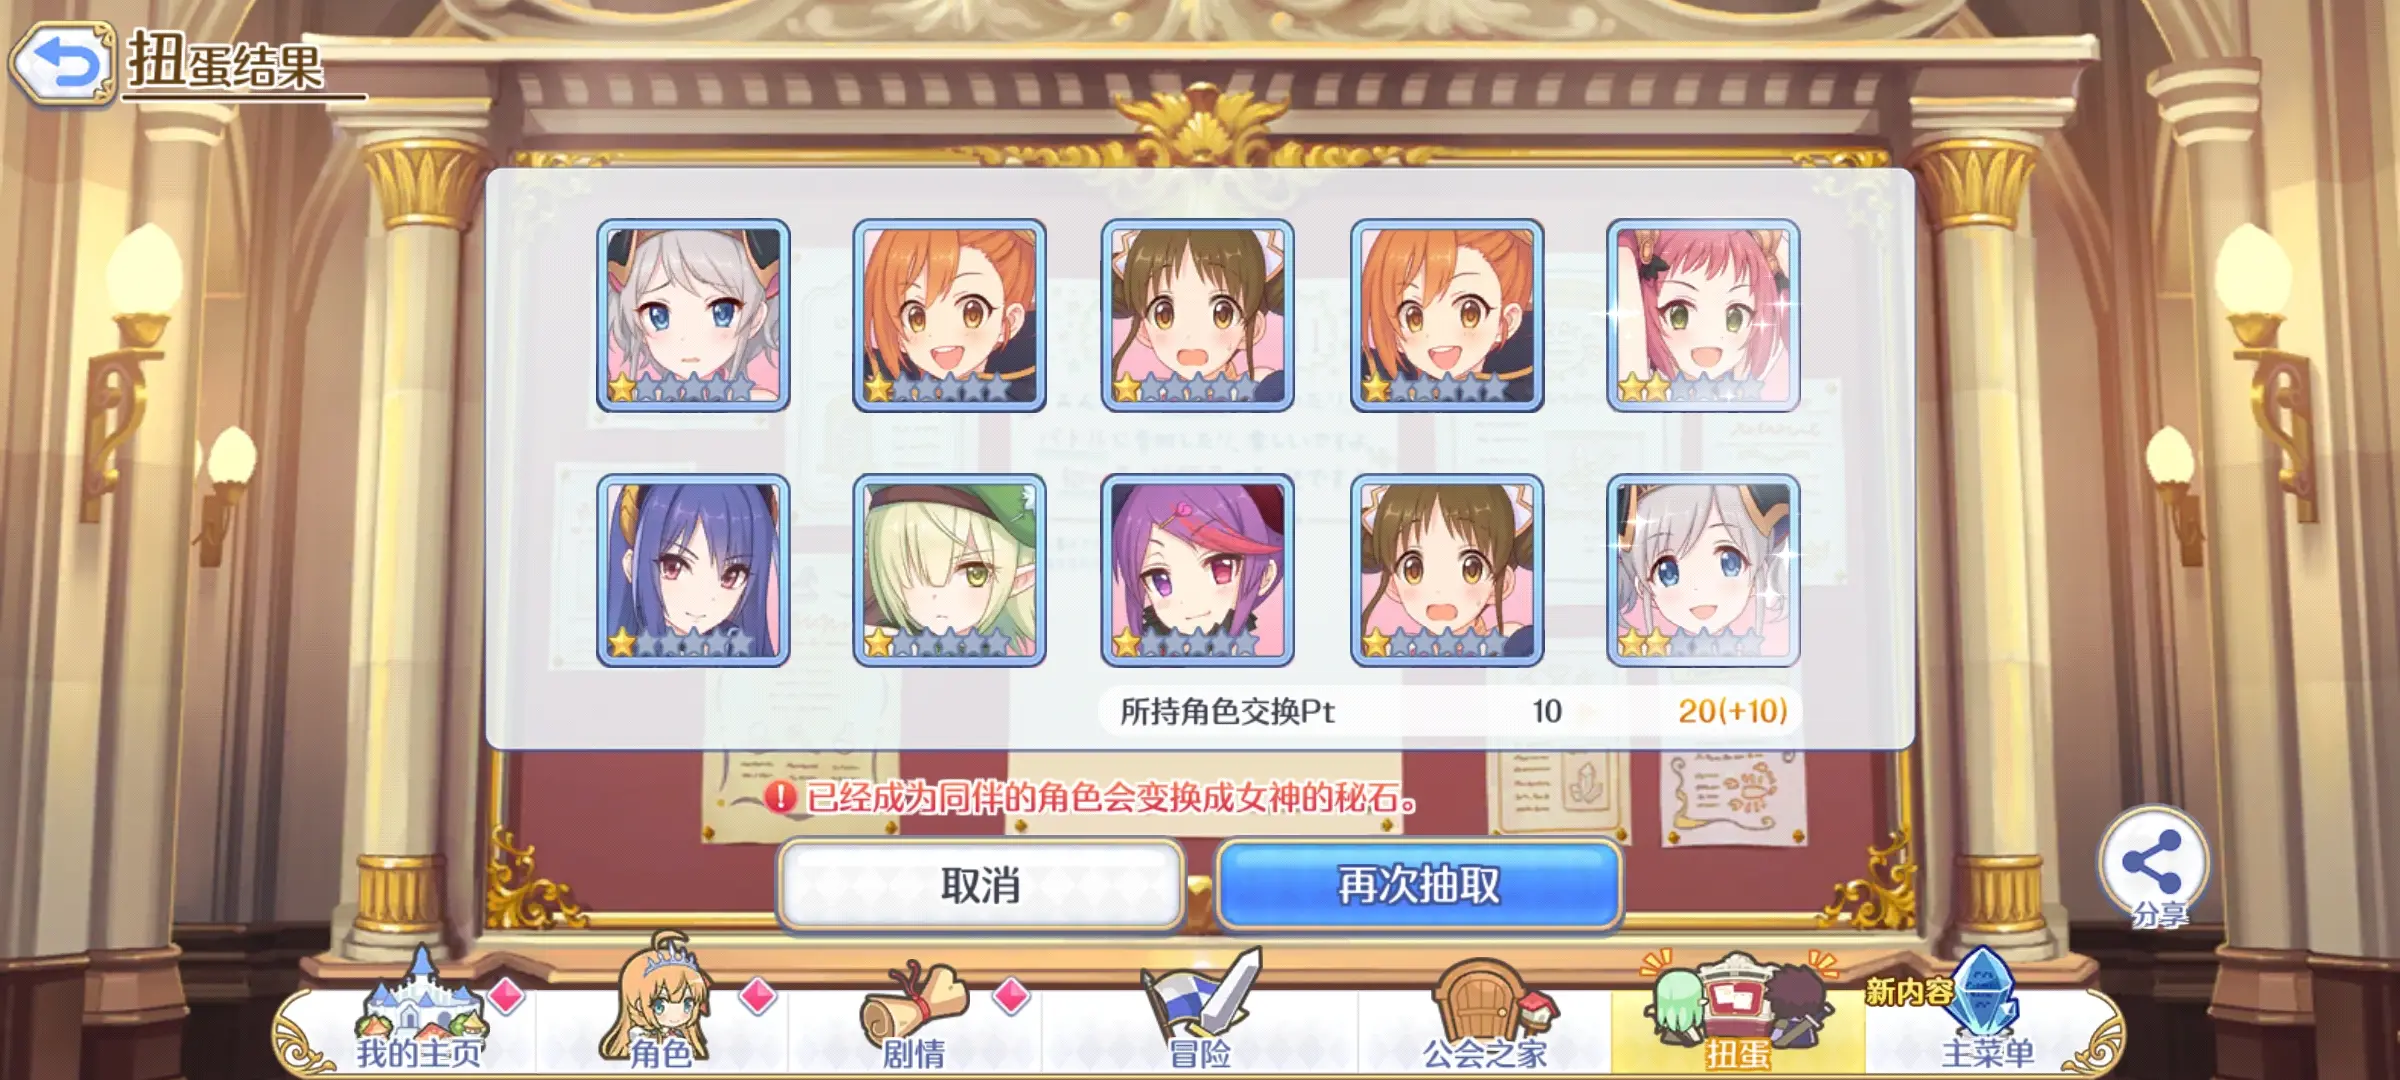 扭蛋结果
所持角色交换Pt 10 20(+10)
! 已经成为同伴的角色会变换成女神的秘石。
取消
再次抽取
分享
我的主页
角色
剧情
冒险
公会之家
扭蛋
新内容
主菜单